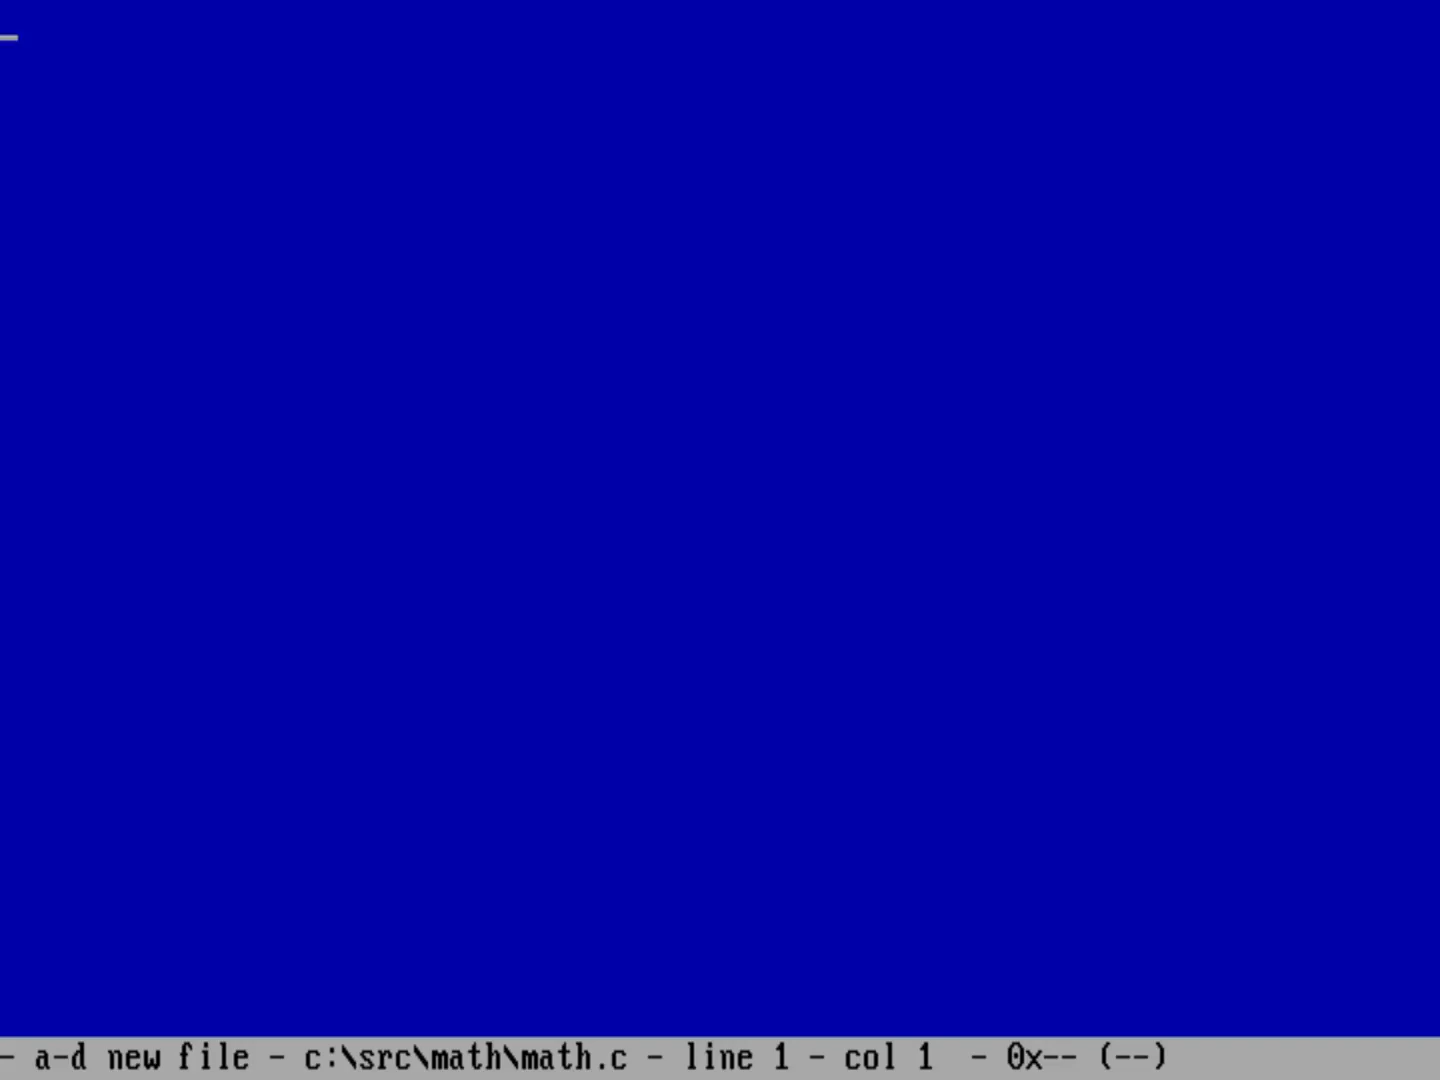 - a-d new file - c:\src\math\math.c - line 1 - col 1  - 0x-- (--)